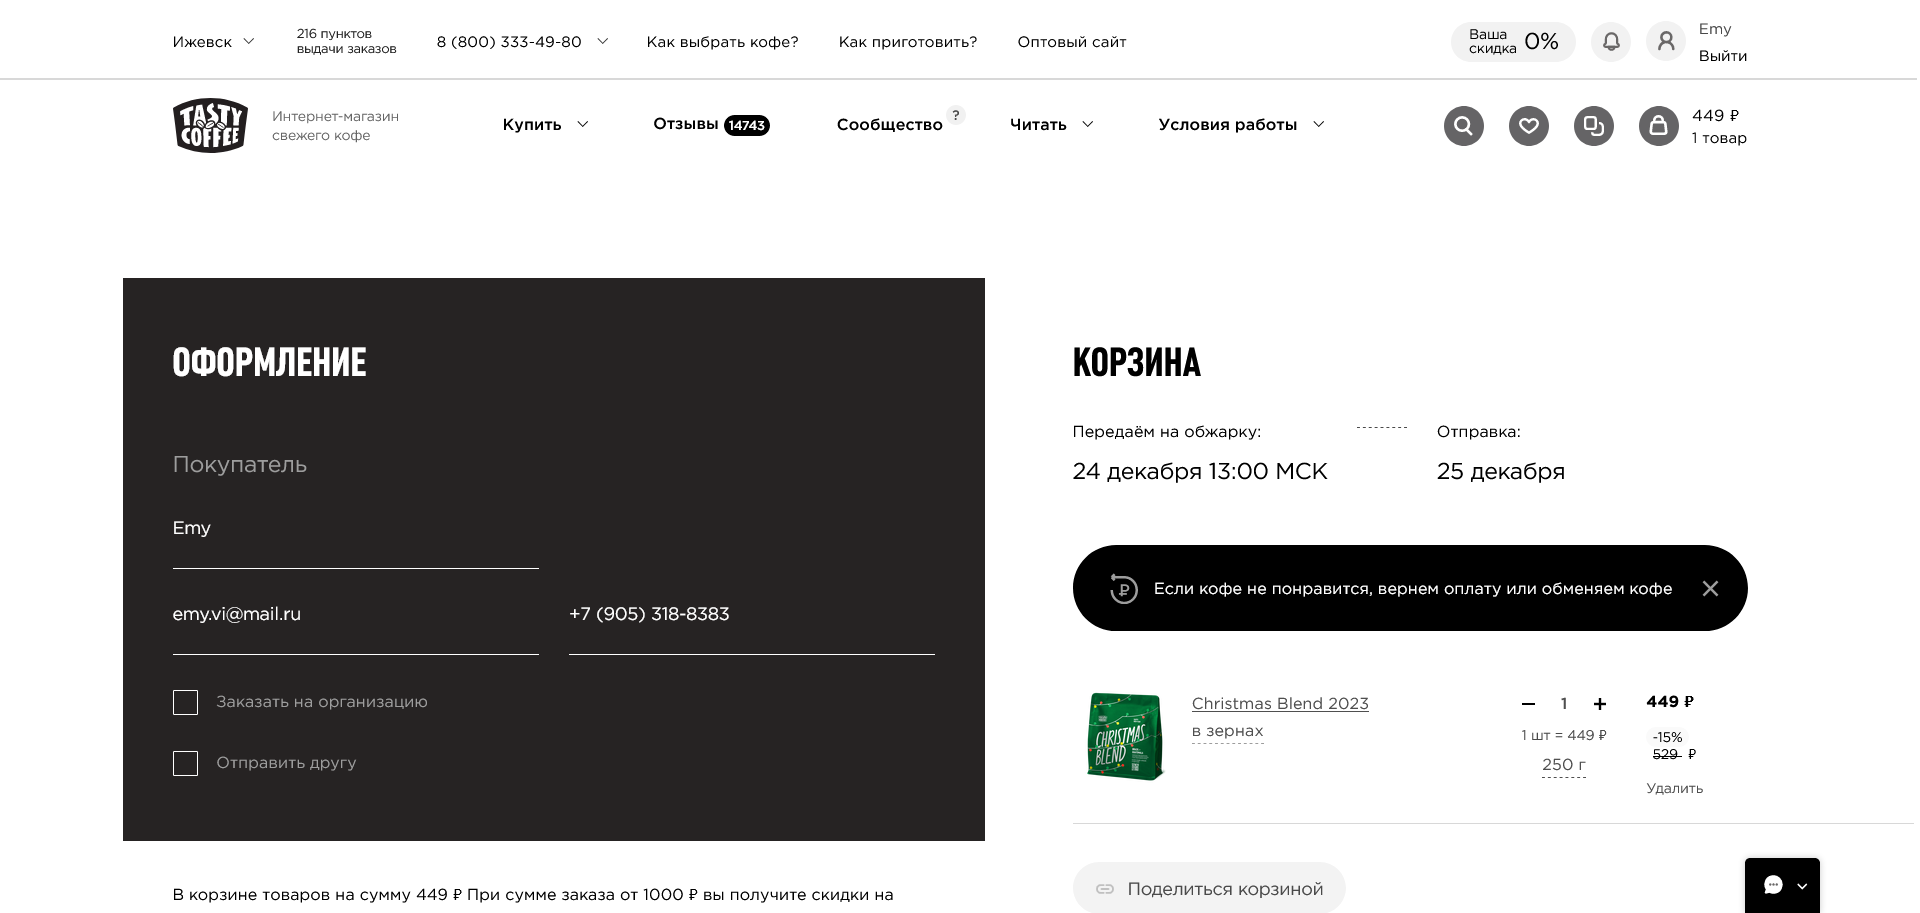 Ижевск
216 пунктов
выдачи заказов
8 (800) 333-49-80
Как выбрать кофе?
Как приготовить?
Оптовый сайт
Ваша
скидка
0%
Emy
Выйти
TASTY
COFFEE
Интернет-магазин
свежего кофе
Купить
Отзывы 14743
Сообщество ?
Читать
Условия работы
449 ₽
1 товар
ОФОРМЛЕНИЕ
Покупатель
Emy
emy.vi@mail.ru
+7 (905) 318-8383
Заказать на организацию
Отправить другу
В корзине товаров на сумму 449 ₽ При сумме заказа от 1000 ₽ вы получите скидки на
КОРЗИНА
Передаём на обжарку:
24 декабря 13:00 МСК
Отправка:
25 декабря
Если кофе не понравится, вернем оплату или обменяем кофе
CHRISTMAS
BLEND
Christmas Blend 2023
в зернах
1
1 шт = 449 ₽
250 г
449 ₽
-15%
529 ₽
Удалить
Поделиться корзиной